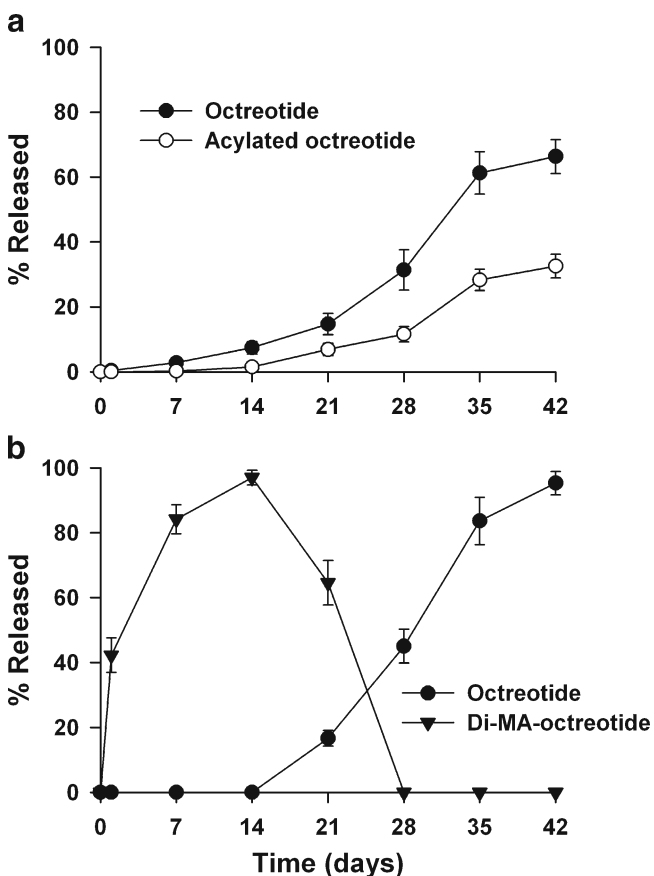 a
100
80
60
40
20
0
% Released
Octreotide
Acylated octreotide
0 7 14 21 28 35 42
b
100
80
60
40
20
0
% Released
Octreotide
Di-MA-octreotide
0 7 14 21 28 35 42
Time (days)